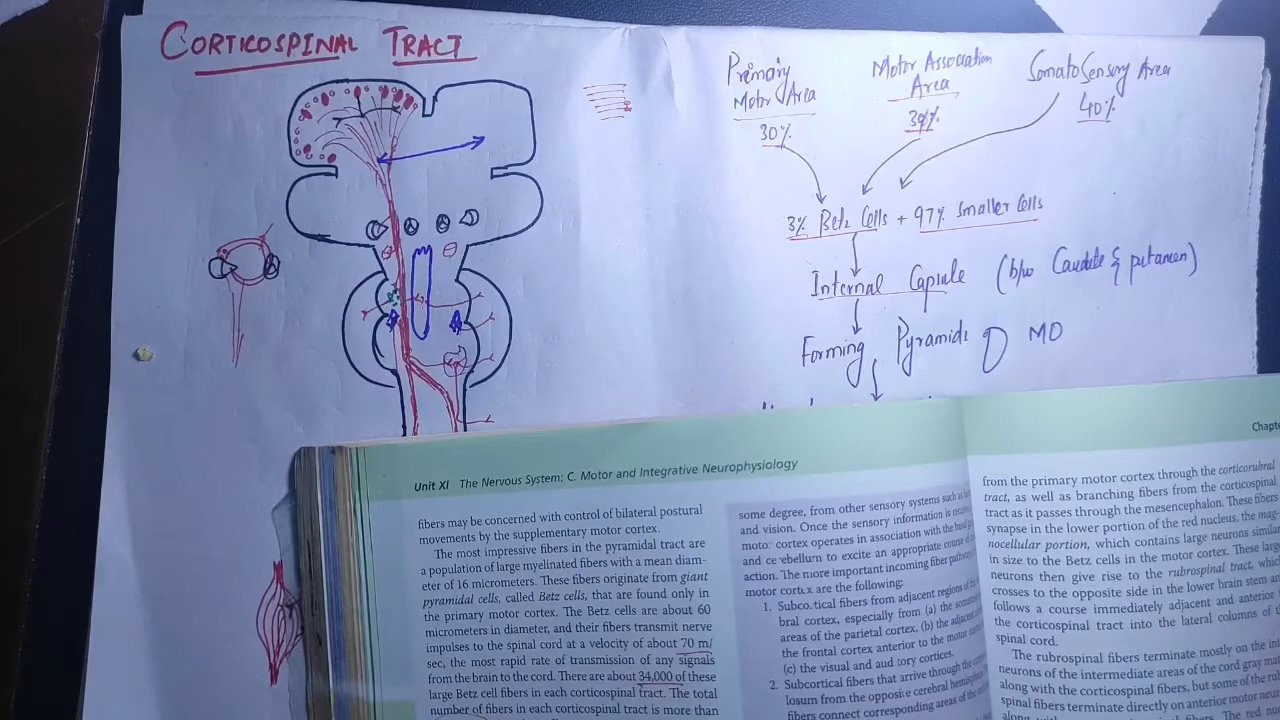 CORTICOSPINAL TRACT
Primary
Motor Area
30%
Motor Association
Area
30%
SomatoSensory Area
40%
3% Betz Cells + 97% Smaller Cells
Internal Capsule (b/w Caudate & putamen)
Forming Pyramids of MO
Unit XI The Nervous System: C. Motor and Integrative Neurophysiology
fibers may be concerned with control of bilateral postural
movements by the supplementary motor cortex.
The most impressive fibers in the pyramidal tract are
a population of large myelinated fibers with a mean diam-
eter of 16 micrometers. These fibers originate from giant
pyramidal cells, called Betz cells, that are found only in
the primary motor cortex. The Betz cells are about 60
micrometers in diameter, and their fibers transmit nerve
impulses to the spinal cord at a velocity of about 70 m/
sec, the most rapid rate of transmission of any signals
from the brain to the cord. There are about 34,000 of these
large Betz cell fibers in each corticospinal tract. The total
number of fibers in each corticospinal tract is more than
some degree, from other sensory systems such as
and vision. Once the sensory information is
motor cortex operates in association with the basal
and cerebellum to excite an appropriate course of
action. The more important incoming fiber pathways
motor cortex are the following:
1. Subcortical fibers from adjacent regions of the
bral cortex, especially from (a) the
areas of the parietal cortex, (b) the adjacent
the frontal cortex anterior to the motor
(c) the visual and auditory cortices.
2. Subcortical fibers that arrive through the
losum from the opposite cerebral
fibers connect corresponding areas of the
Chapte
from the primary motor cortex through the corticorubral
tract, as well as branching fibers from the corticospinal
tract as it passes through the mesencephalon. These fibers
synapse in the lower portion of the red nucleus, the mag-
nocellular portion, which contains large neurons similar
in size to the Betz cells in the motor cortex. These large
neurons then give rise to the rubrospinal tract, which
crosses to the opposite side in the lower brain stem and
follows a course immediately adjacent and anterior
the corticospinal tract into the lateral columns of
spinal cord.
The rubrospinal fibers terminate mostly on the
neurons of the intermediate areas of the cord gray
along with the corticospinal fibers, but some of the
spinal fibers terminate directly on anterior motor
along The red